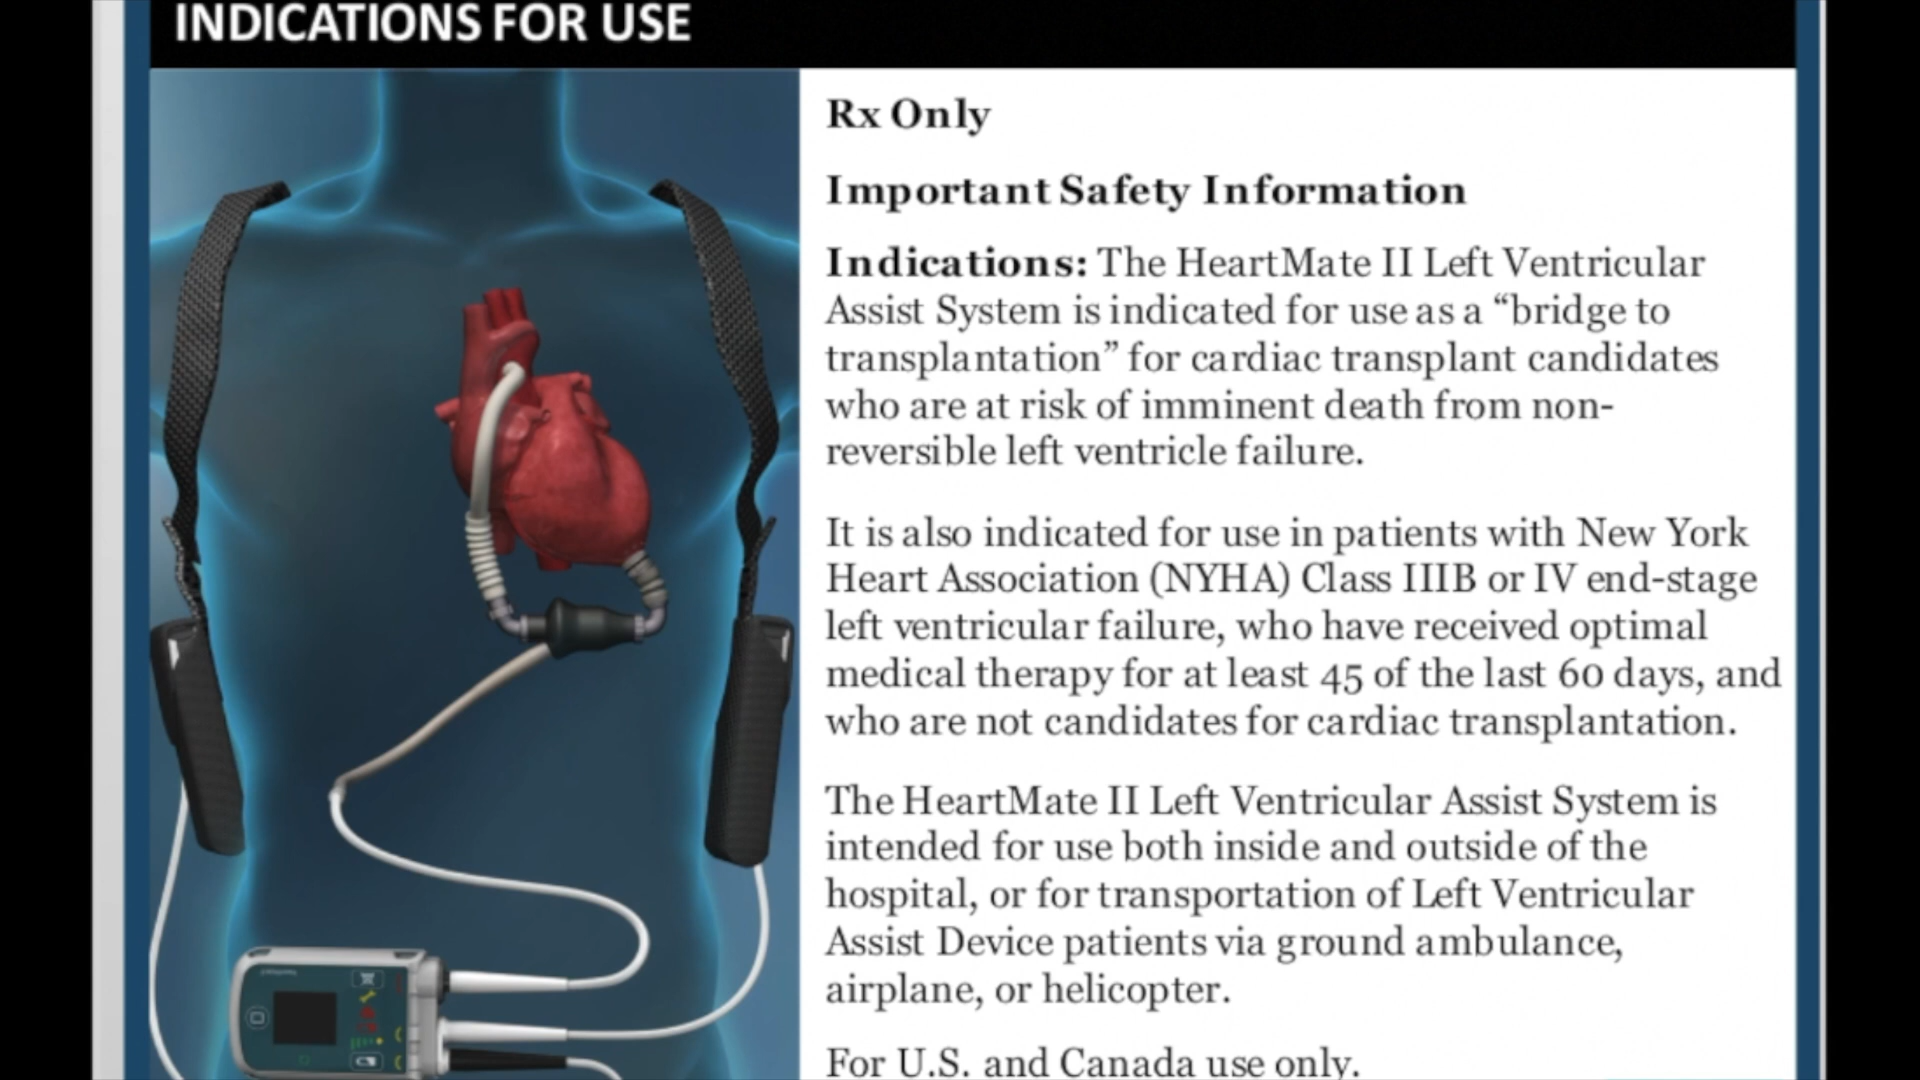 INDICATIONS FOR USE
Rx Only
Important Safety Information
Indications: The HeartMate II Left Ventricular
Assist System is indicated for use as a “bridge to
transplantation” for cardiac transplant candidates
who are at risk of imminent death from non-
reversible left ventricle failure.
It is also indicated for use in patients with New York
Heart Association (NYHA) Class IIIB or IV end-stage
left ventricular failure, who have received optimal
medical therapy for at least 45 of the last 60 days, and
who are not candidates for cardiac transplantation.
The HeartMate II Left Ventricular Assist System is
intended for use both inside and outside of the
hospital, or for transportation of Left Ventricular
Assist Device patients via ground ambulance,
airplane, or helicopter.
For U.S. and Canada use only.